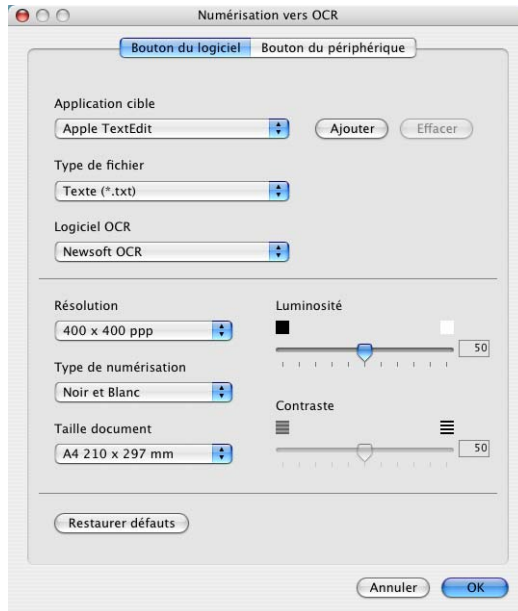 Numérisation vers OCR
Bouton du logiciel Bouton du périphérique
Application cible
Apple TextEdit Ajouter Effacer
Type de fichier
Texte (*.txt)
Logiciel OCR
Newsoft OCR
Résolution Luminosité
400 x 400 ppp 50
Type de numérisation
Noir et Blanc
Contraste
Taille document
A4 210 x 297 mm 50
Restaurer défauts
Annuler OK